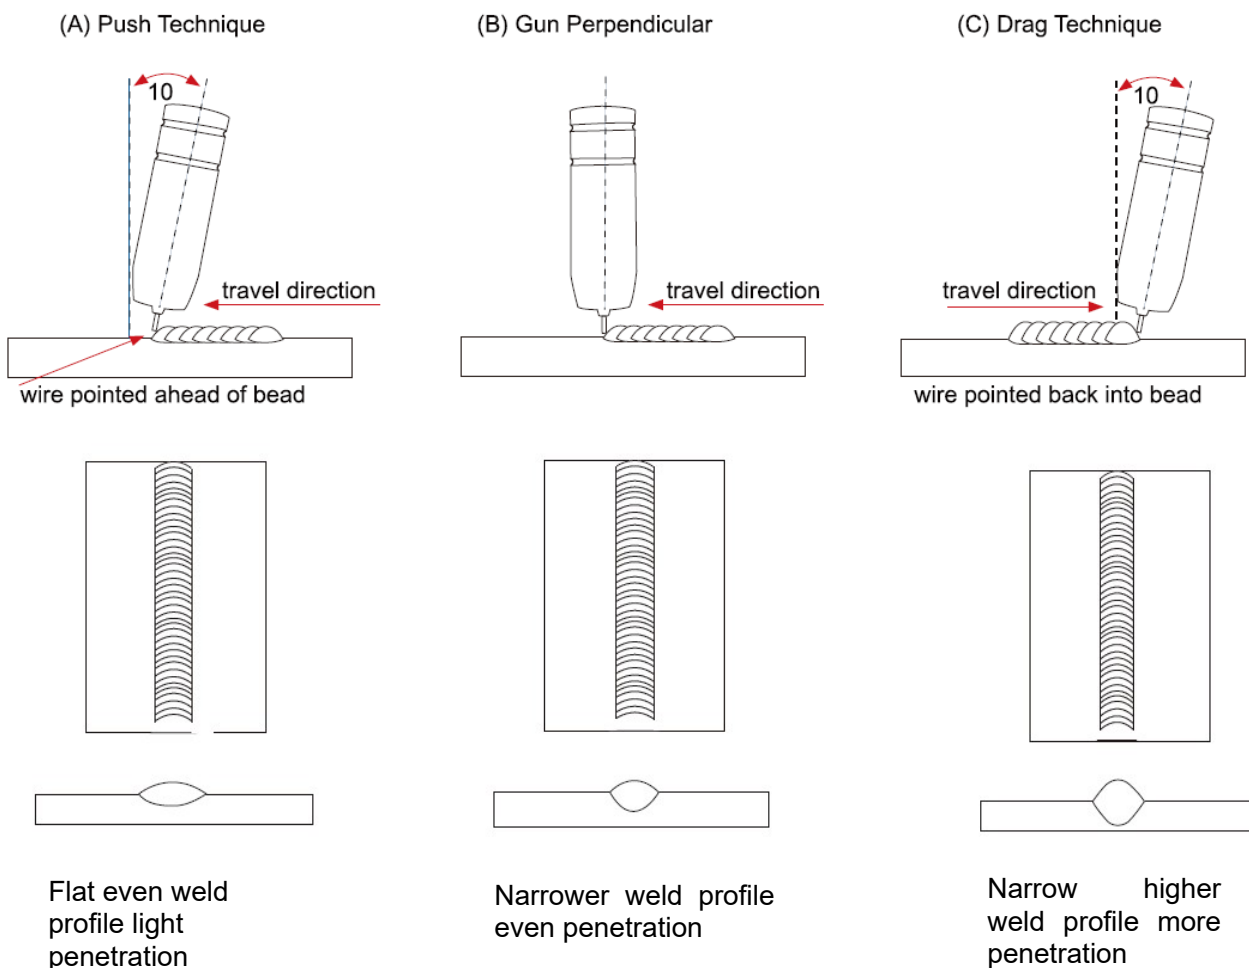 (A) Push Technique
(B) Gun Perpendicular
(C) Drag Technique
10
10
travel direction
travel direction
travel direction
wire pointed ahead of bead
wire pointed back into bead
Flat even weld
profile light
penetration
Narrower weld profile
even penetration
Narrow higher
weld profile more
penetration